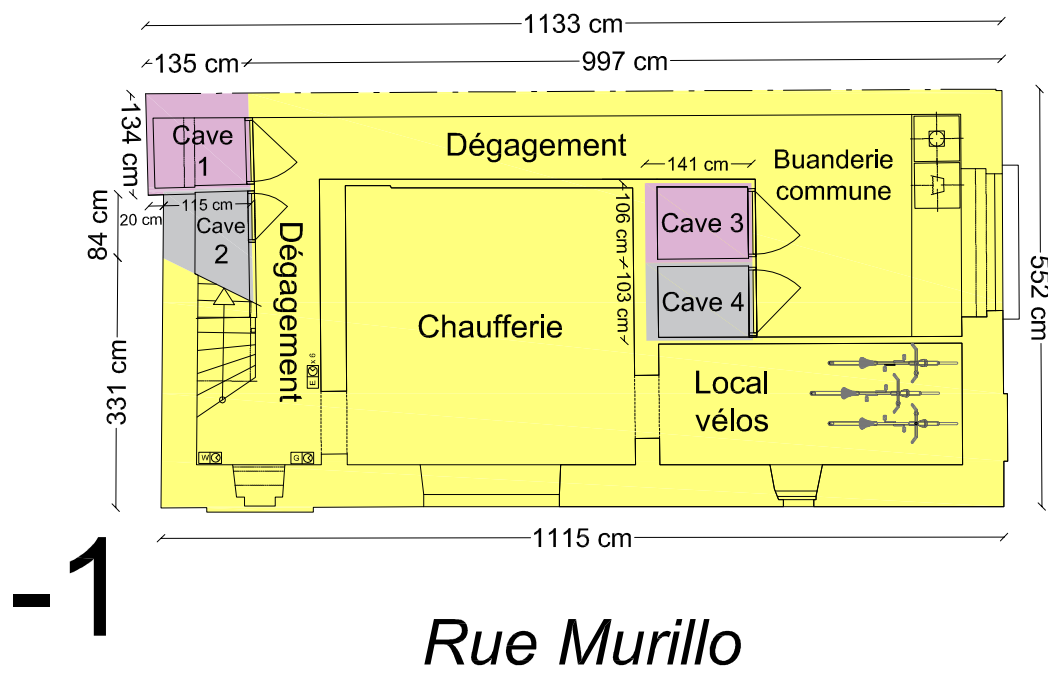 1133 cm
135 cm
997 cm
134 cm
Cave
1
Dégagement
141 cm
Buanderie
commune
20 cm
115 cm
84 cm
Cave
2
Dégagement
106 cm
103 cm
Cave 3
Cave 4
552 cm
Chaufferie
331 cm
E x 6
Local
vélos
W
G
1115 cm
-1
Rue Murillo